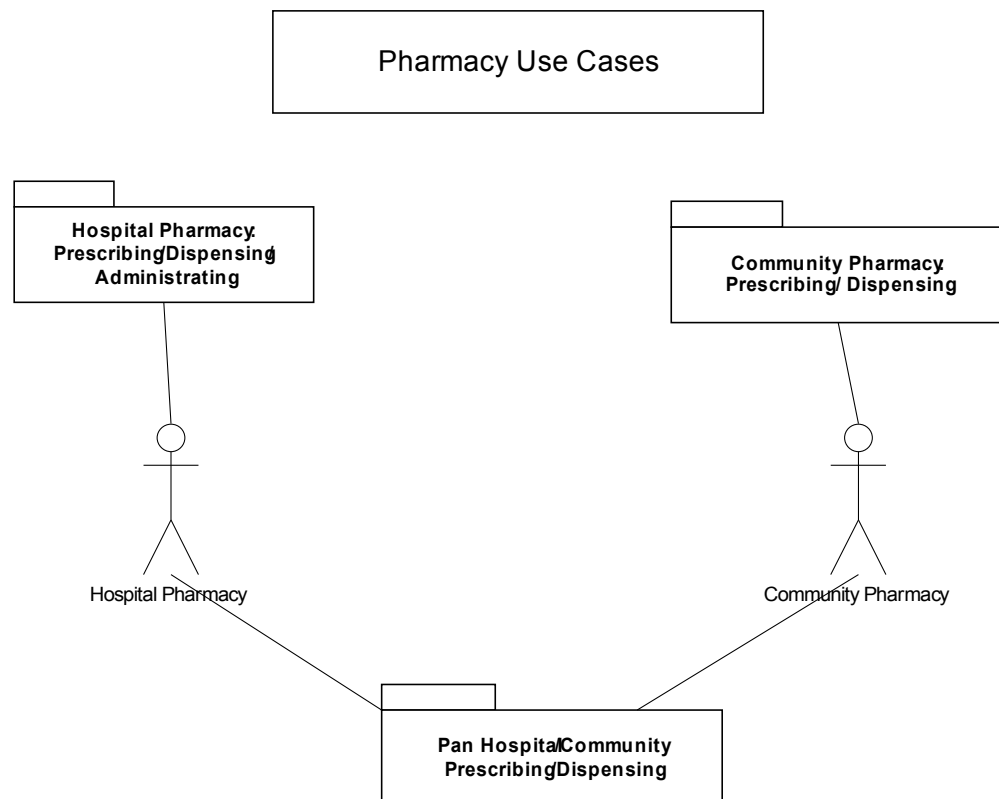 Pharmacy Use Cases
Hospital Pharmacy:
Prescribing/Dispensing/
Administrating
Community Pharmacy:
Prescribing/ Dispensing
Hospital Pharmacy
Community Pharmacy
Pan Hospital/Community
Prescribing/Dispensing